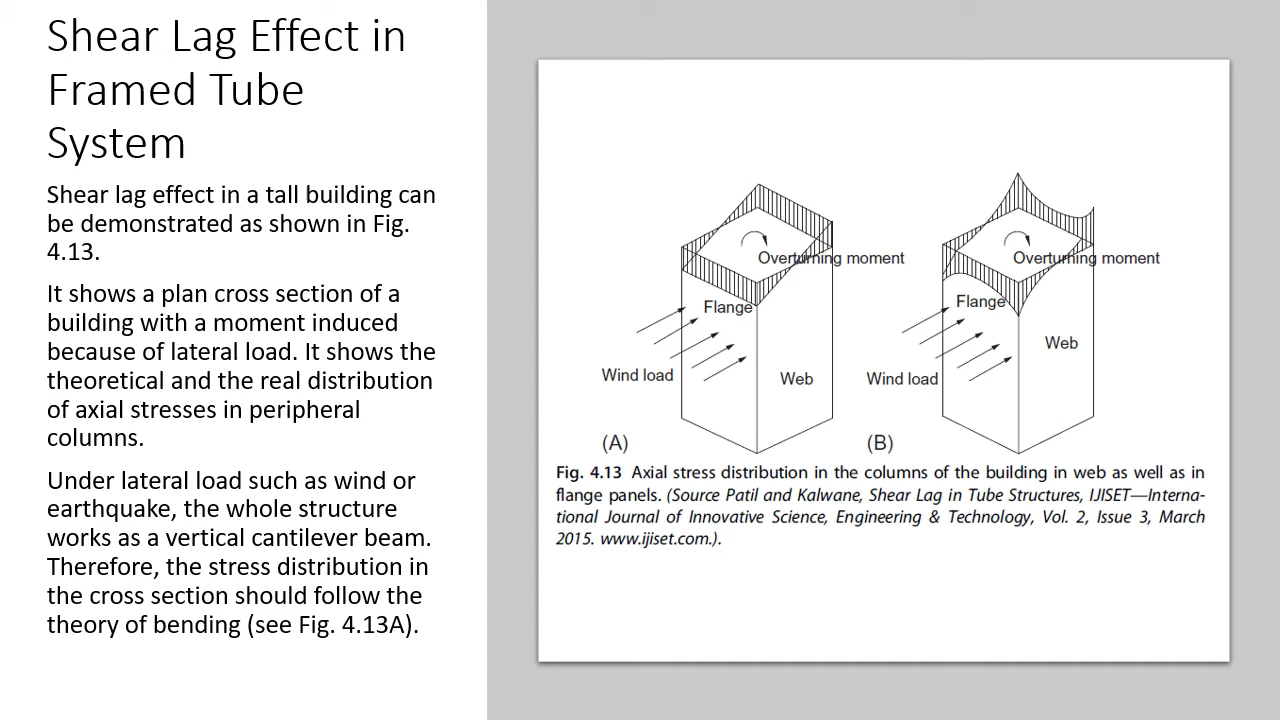 Shear Lag Effect in
Framed Tube
System
Shear lag effect in a tall building can
be demonstrated as shown in Fig.
4.13.
It shows a plan cross section of a
building with a moment induced
because of lateral load. It shows the
theoretical and the real distribution
of axial stresses in peripheral
columns.
Under lateral load such as wind or
earthquake, the whole structure
works as a vertical cantilever beam.
Therefore, the stress distribution in
the cross section should follow the
theory of bending (see Fig. 4.13A).
Overturning moment
Flange
Wind load
Web
(A)
Overturning moment
Flange
Web
Wind load
(B)
Fig. 4.13 Axial stress distribution in the columns of the building in web as well as in
flange panels. (Source Patil and Kalwane, Shear Lag in Tube Structures, IJISET—Interna-
tional Journal of Innovative Science, Engineering & Technology, Vol. 2, Issue 3, March
2015. www.ijiset.com.).